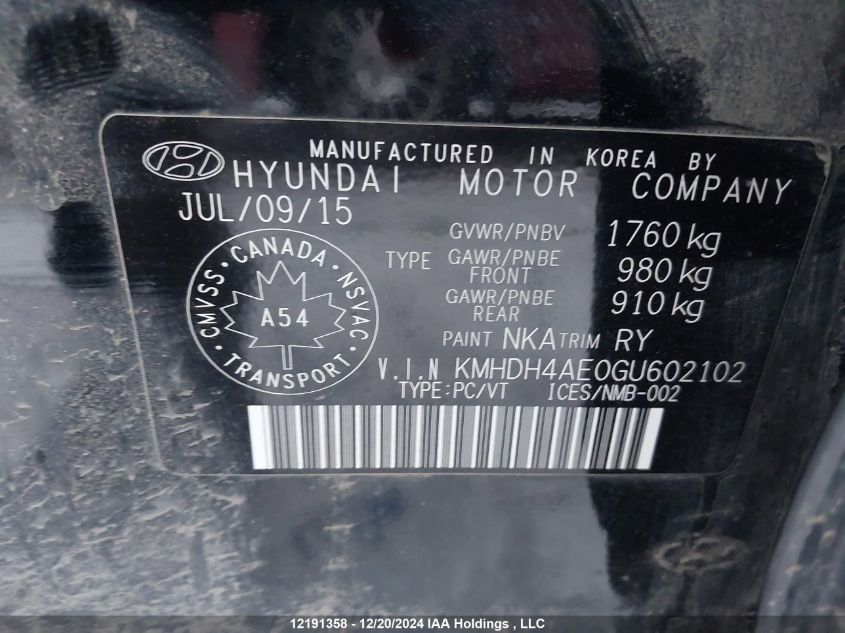 MANUFACTURED IN KOREA BY
HYUNDAI MOTOR COMPANY
JUL/09/15
GVWR/PNBV 1760 kg
TYPE GAWR/PNBE FRONT 980 kg
GAWR/PNBE REAR 910 kg
CMVSS · CANADA · NSVAC · TRANSPORT
A54
PAINT NKA TRIM RY
V.I.N KMHDH4AE0GU602102
TYPE:PC/VT ICES/NMB-002
12191358 - 12/20/2024 IAA Holdings , LLC